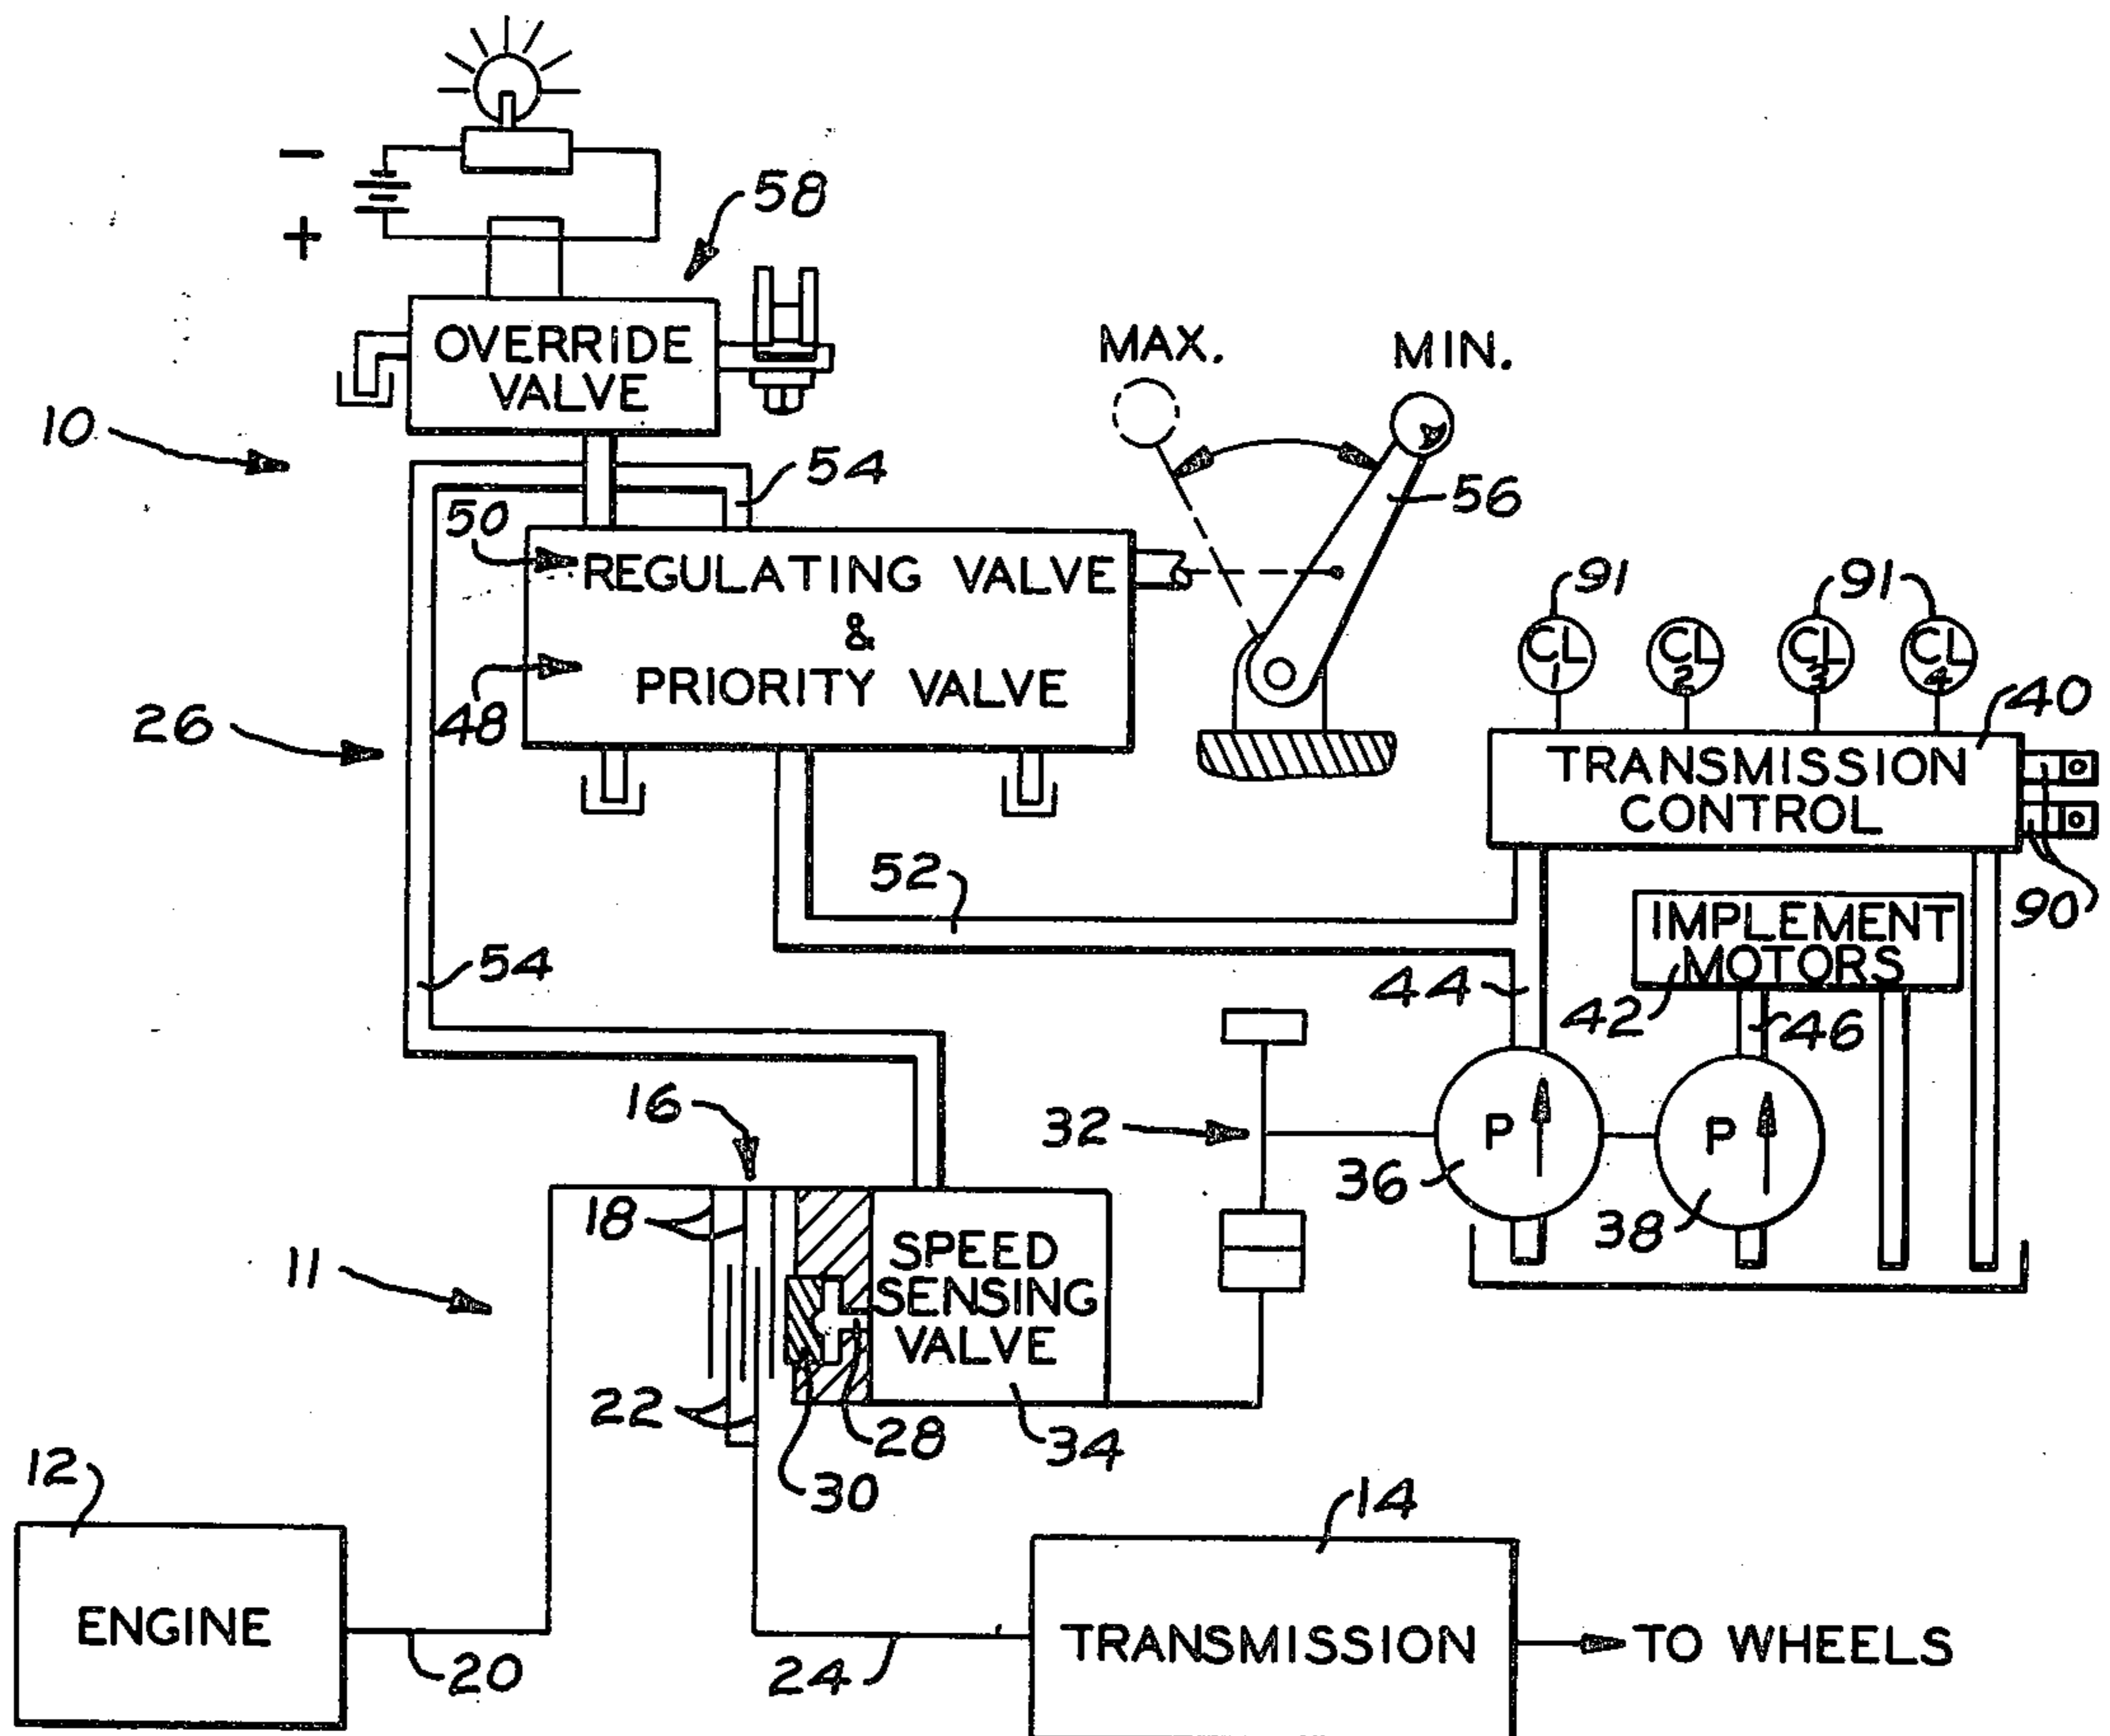 −
+
58
OVERRIDE
VALVE
MAX.
MIN.
10
54
56
50
REGULATING VALVE
&
PRIORITY VALVE
48
26
91
91
CL
1
CL
2
CL
3
CL
4
40
TRANSMISSION
CONTROL
90
52
IMPLEMENT
MOTORS
54
44
42
46
16
32
P
P
36
38
18
SPEED
SENSING
VALVE
11
22
28
34
30
12
14
ENGINE
20
24
TRANSMISSION
TO WHEELS